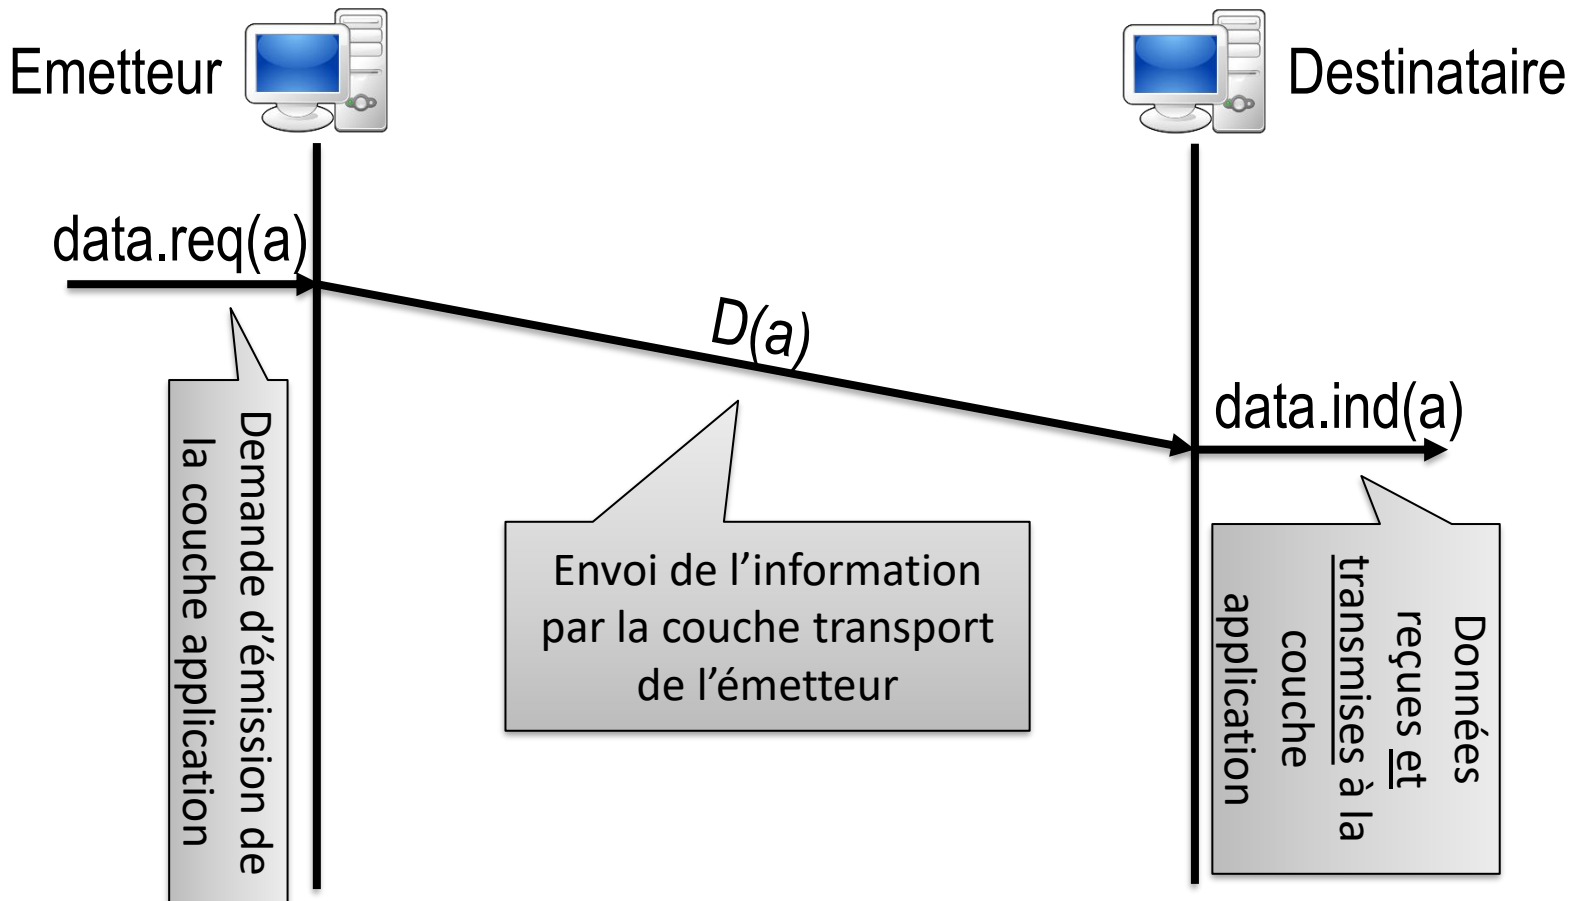 Emetteur
Destinataire
data.req(a)
D(a)
data.ind(a)
Demande d’émission de
la couche application
Envoi de l’information
par la couche transport
de l’émetteur
Données
reçues et
transmises à la
couche
application